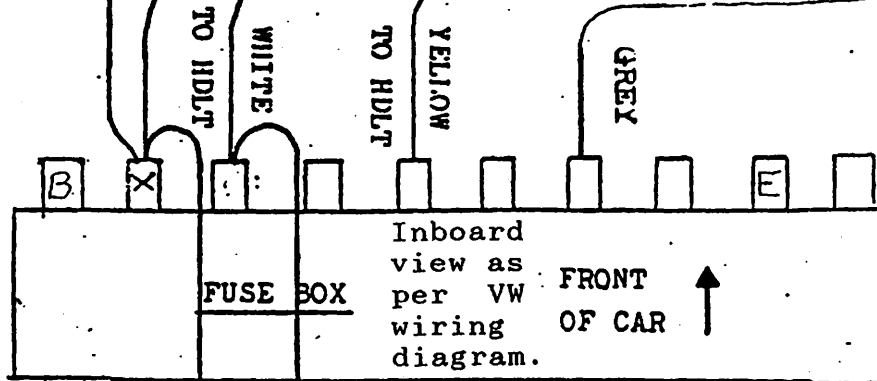 TO HDLT
WHITE
TO HDLT
YELLOW
GREY
B
X
E
FUSE BOX
Inboard
view as
per VW
wiring
diagram.
FRONT
OF CAR